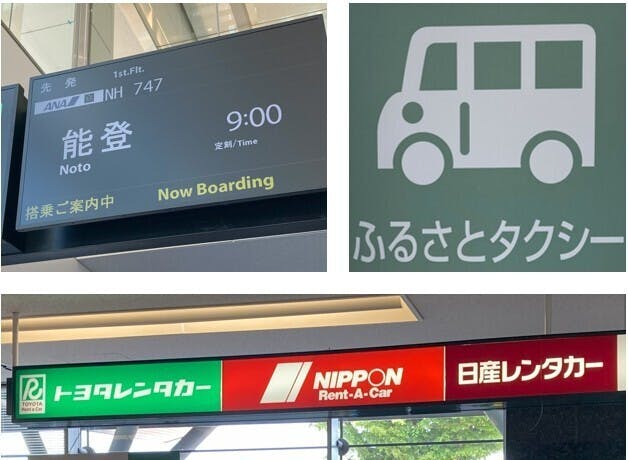 先発 1st.Flt.
ANA NH 747
能登 9:00
Noto 定刻/Time
搭乗ご案内中 Now Boarding
ふるさとタクシー
R
TOYOTA
Rent a Car
トヨタレンタカー
NIPPON
Rent-A-Car
日産レンタカー